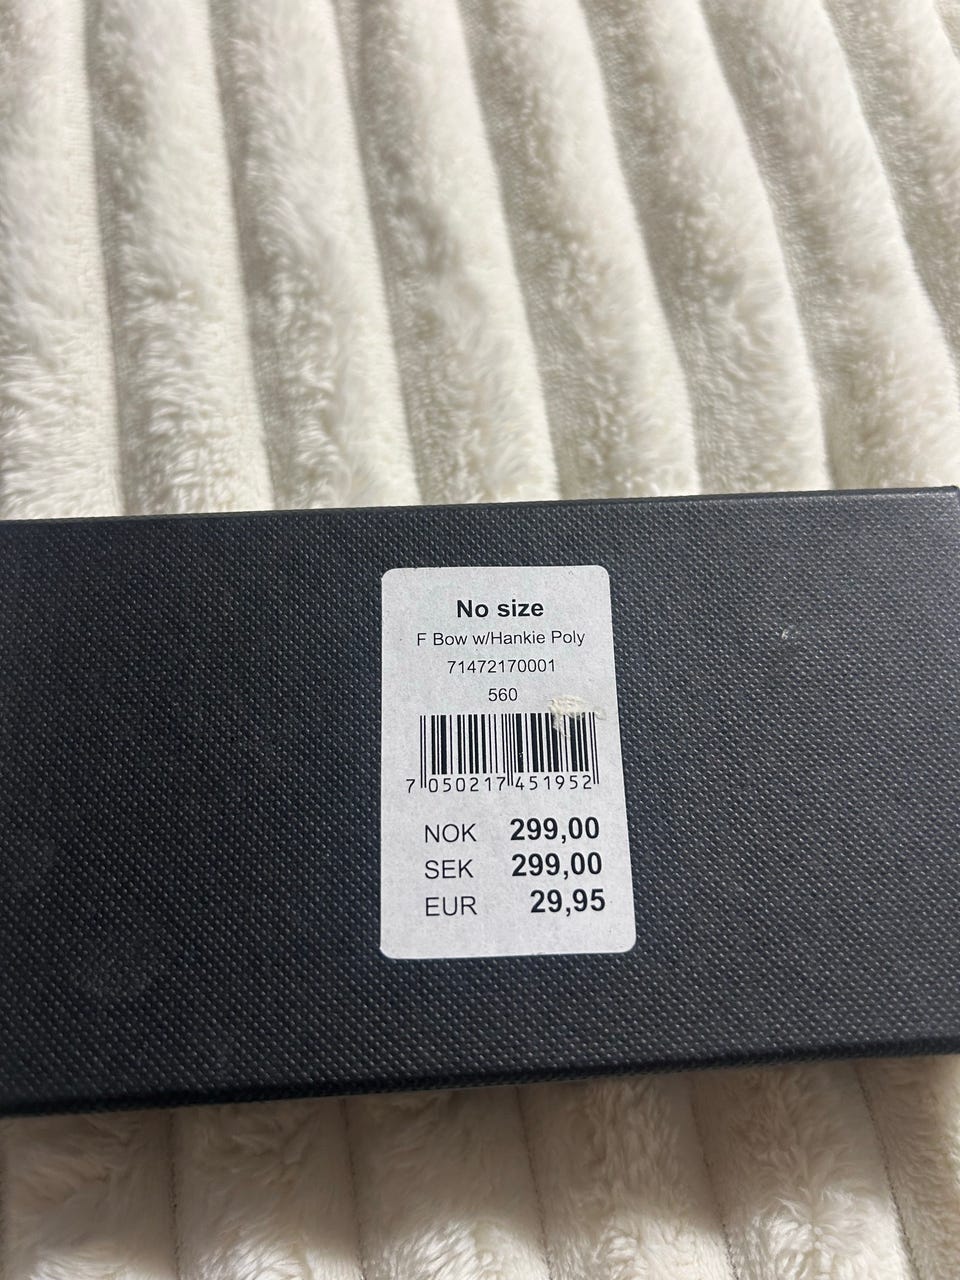 No size
F Bow w/Hankie Poly
71472170001
560
7 050217 451952
NOK 299,00
SEK 299,00
EUR 29,95